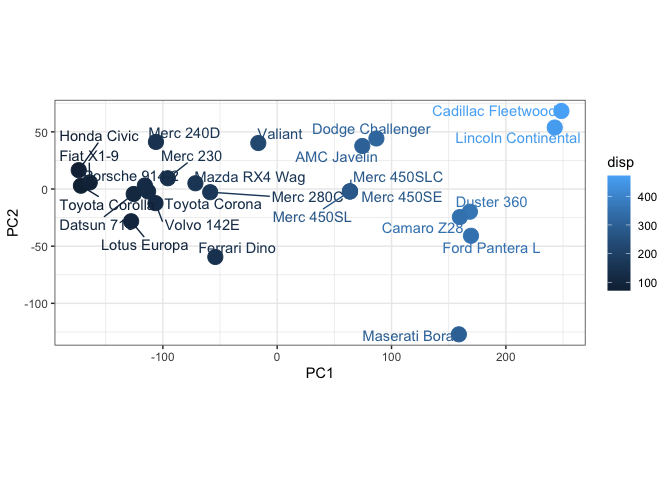 Cadillac Fleetwood
Lincoln Continental
Honda Civic
Merc 240D
Valiant
Dodge Challenger
Fiat X1-9
Merc 230
AMC Javelin
Porsche 914-2
Mazda RX4 Wag
Merc 450SLC
Merc 280C
Merc 450SE
Toyota Corolla
Toyota Corona
Merc 450SL
Duster 360
Datsun 710
Volvo 142E
Camaro Z28
Lotus Europa
Ferrari Dino
Ford Pantera L
Maserati Bora
50
0
-50
-100
PC2
-100
0
100
200
PC1
disp
400
300
200
100